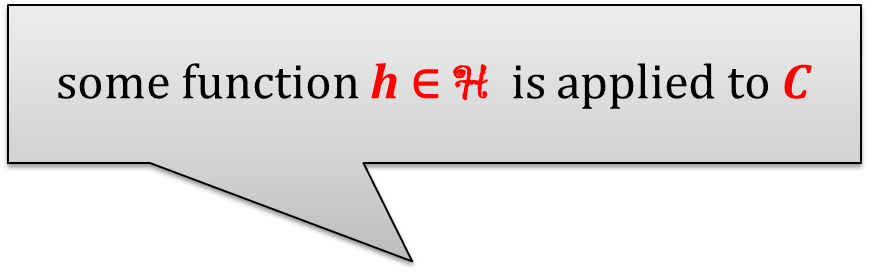 some function h ∈ ℋ is applied to C